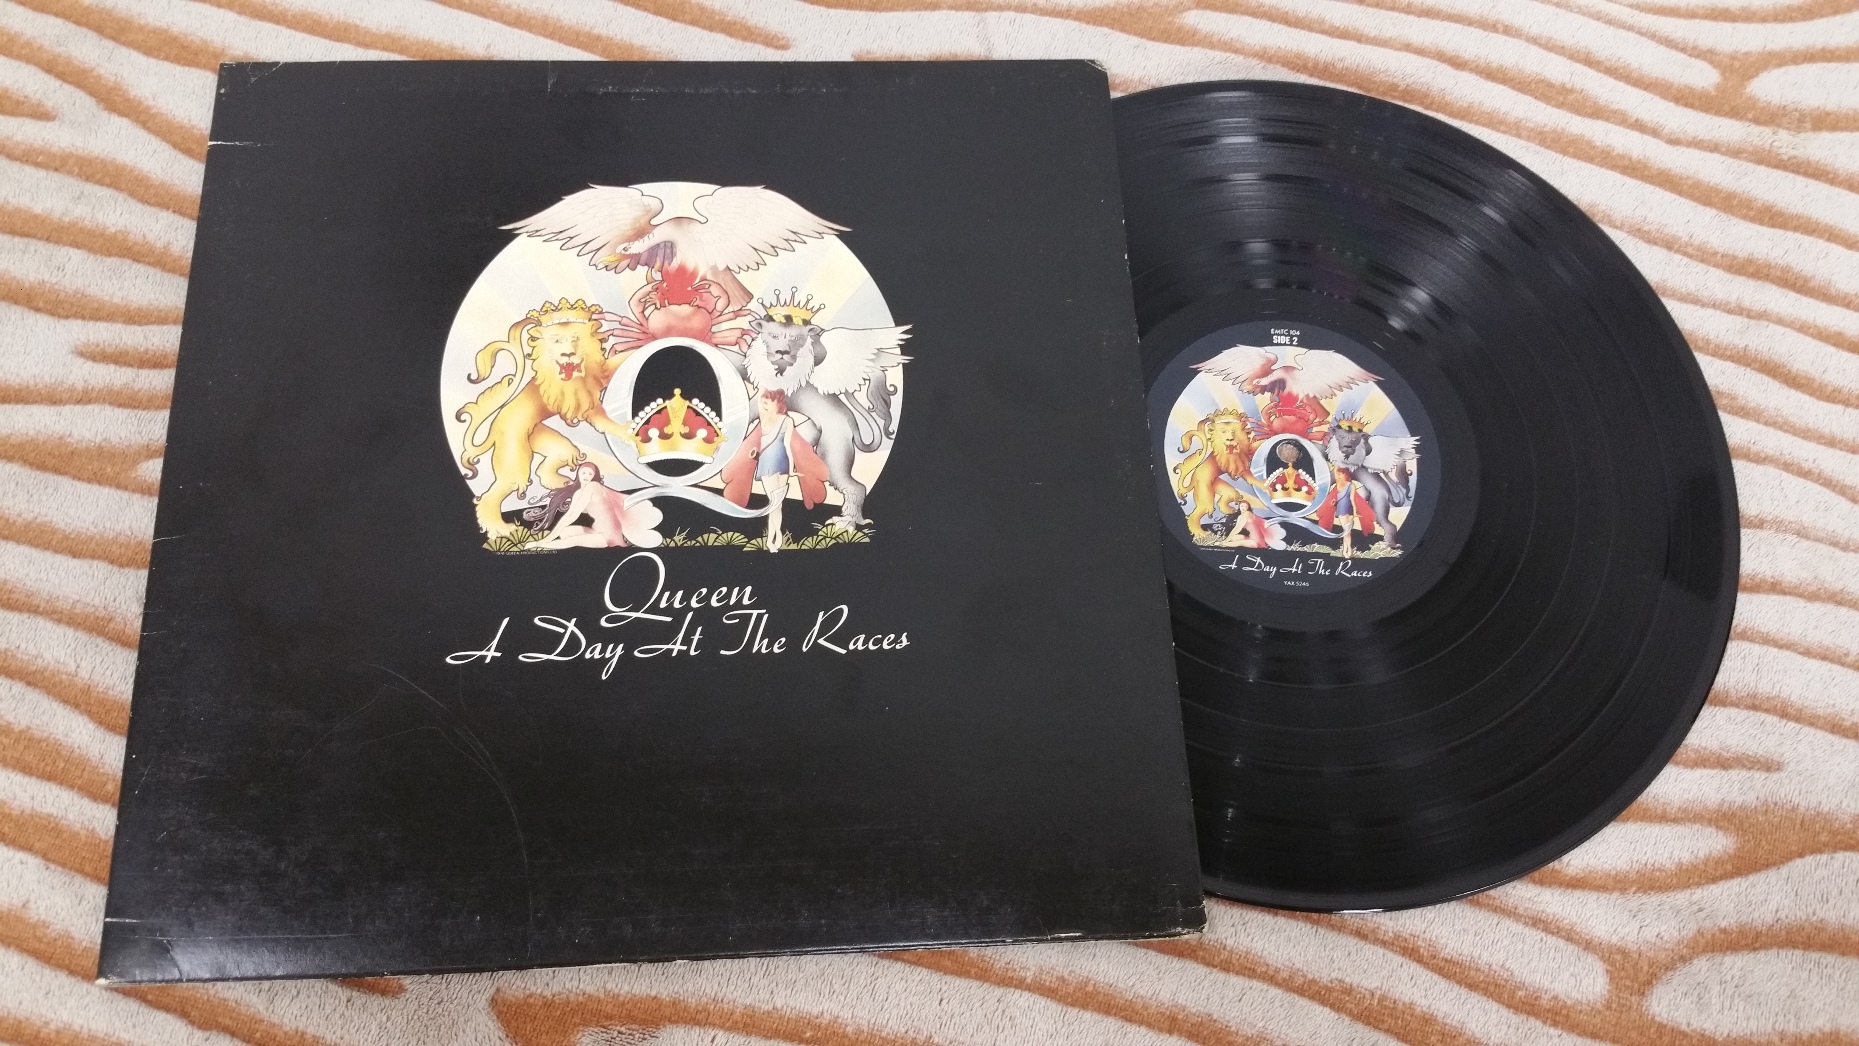 Queen
A Day At The Races
EMTC 104
SIDE 2
Q
A Day At The Races
YAX 5246